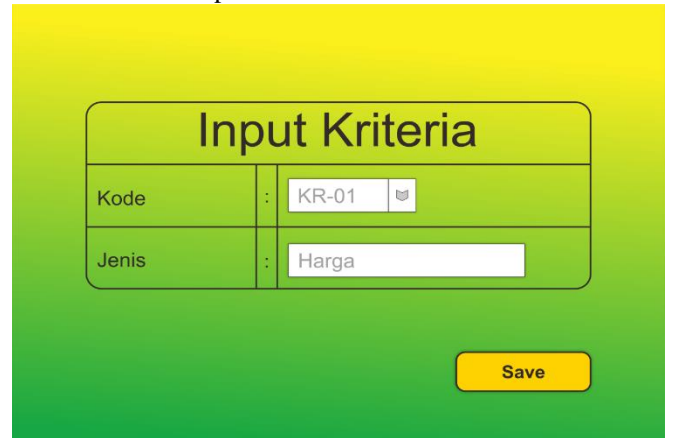 Input Kriteria
Kode : KR-01
Jenis : Harga
Save